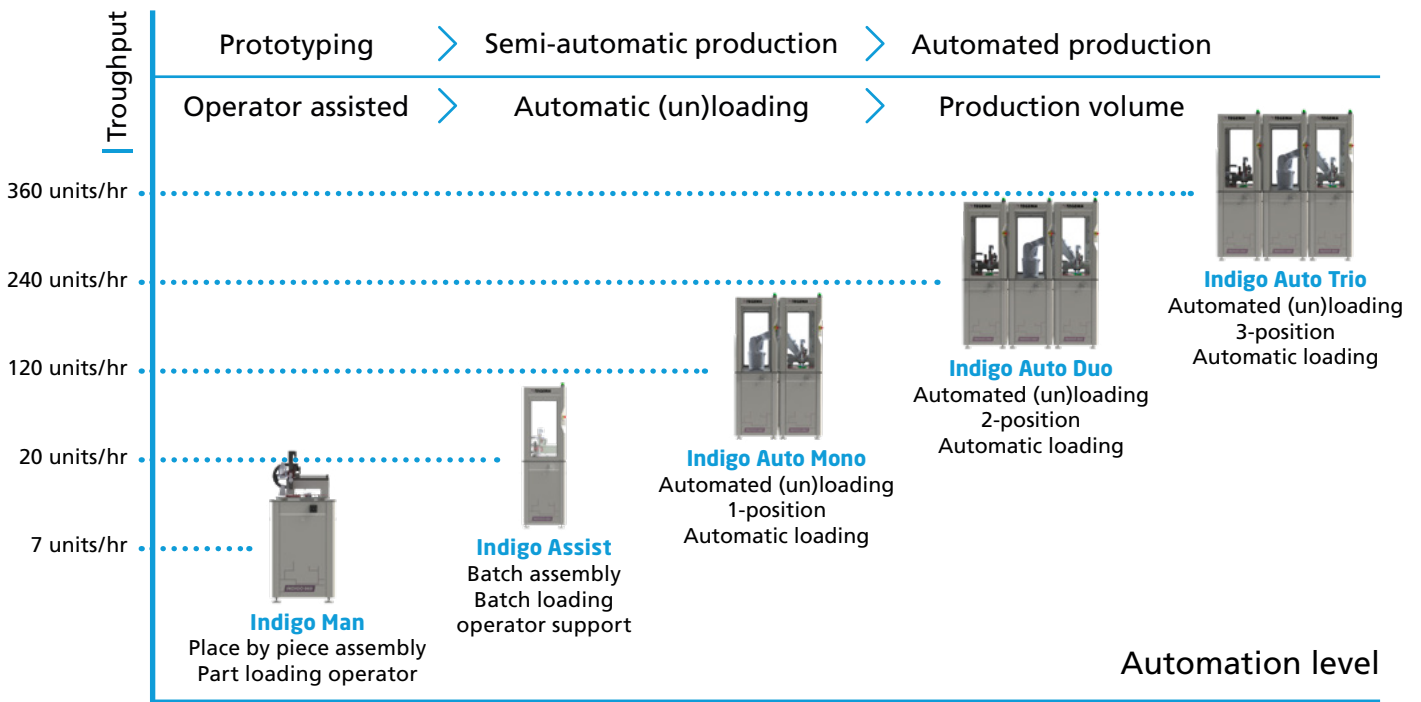 Troughput
Prototyping
Semi-automatic production
Automated production
Operator assisted
Automatic (un)loading
Production volume
360 units/hr
240 units/hr
120 units/hr
20 units/hr
7 units/hr
Indigo Man
Place by piece assembly
Part loading operator
Indigo Assist
Batch assembly
Batch loading
operator support
Indigo Auto Mono
Automated (un)loading
1-position
Automatic loading
Indigo Auto Duo
Automated (un)loading
2-position
Automatic loading
Indigo Auto Trio
Automated (un)loading
3-position
Automatic loading
Automation level